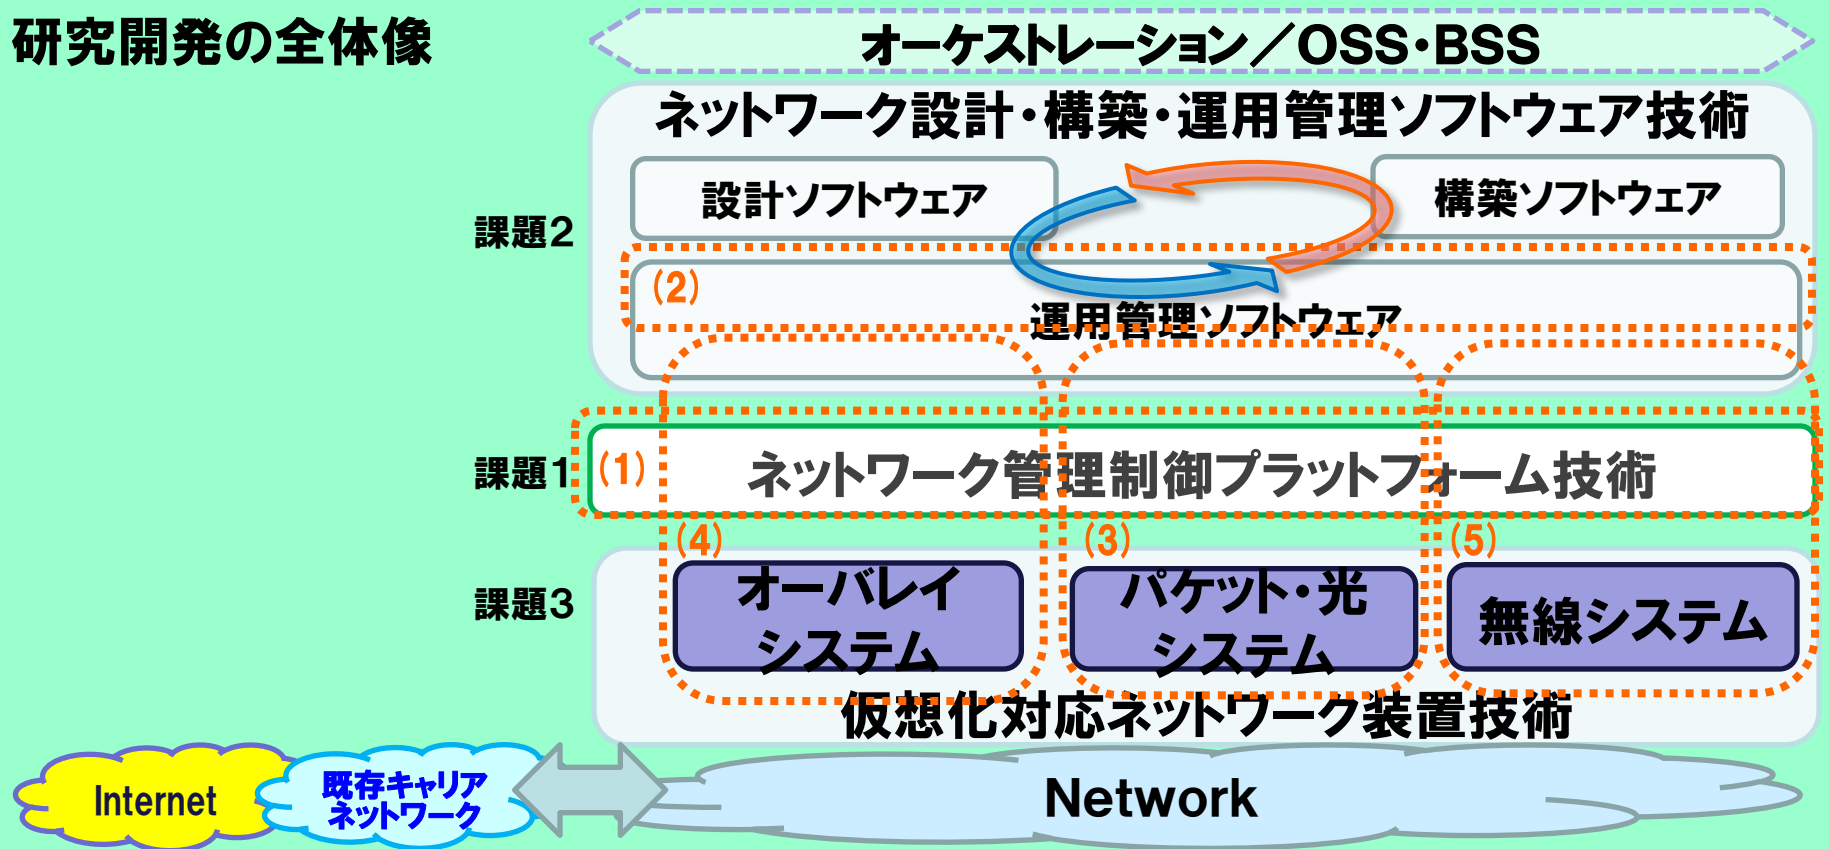 研究開発の全体像
オーケストレーション／OSS・BSS
ネットワーク設計・構築・運用管理ソフトウェア技術
設計ソフトウェア
構築ソフトウェア
課題2
(2)
運用管理ソフトウェア
課題1
(1)
ネットワーク管理制御プラットフォーム技術
(4)
(3)
(5)
課題3
オーバレイ
システム
パケット・光
システム
無線システム
仮想化対応ネットワーク装置技術
Internet
既存キャリア
ネットワーク
Network